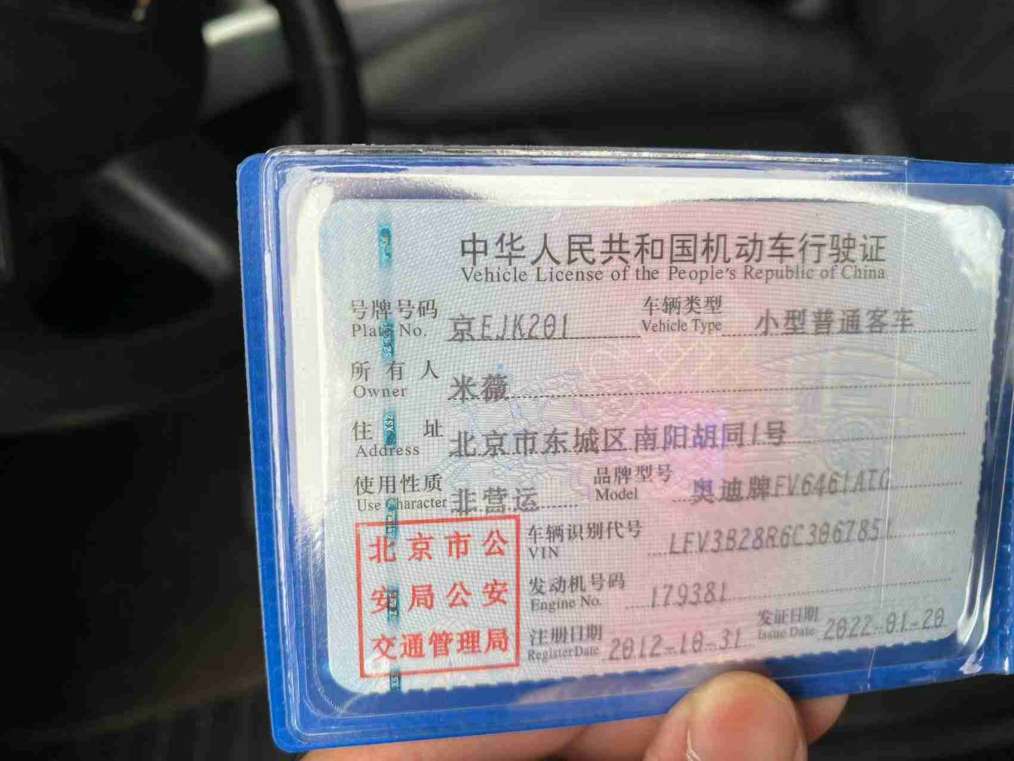 中华人民共和国机动车行驶证
Vehicle License of the People's Republic of China
号牌号码 京EJK201 车辆类型 小型普通客车
Plate No. Vehicle Type
所有人 米薇
Owner
住址 北京市东城区南阳胡同1号
Address
使用性质 非营运 品牌型号 奥迪牌FV6461ATG
Use Character Model
北京市公
安局公安
交通管理局
车辆识别代号 LFV3B28R6C3067851
VIN
发动机号码 179381
Engine No.
注册日期 2012-10-31 发证日期 2022-01-20
Register Date Issue Date